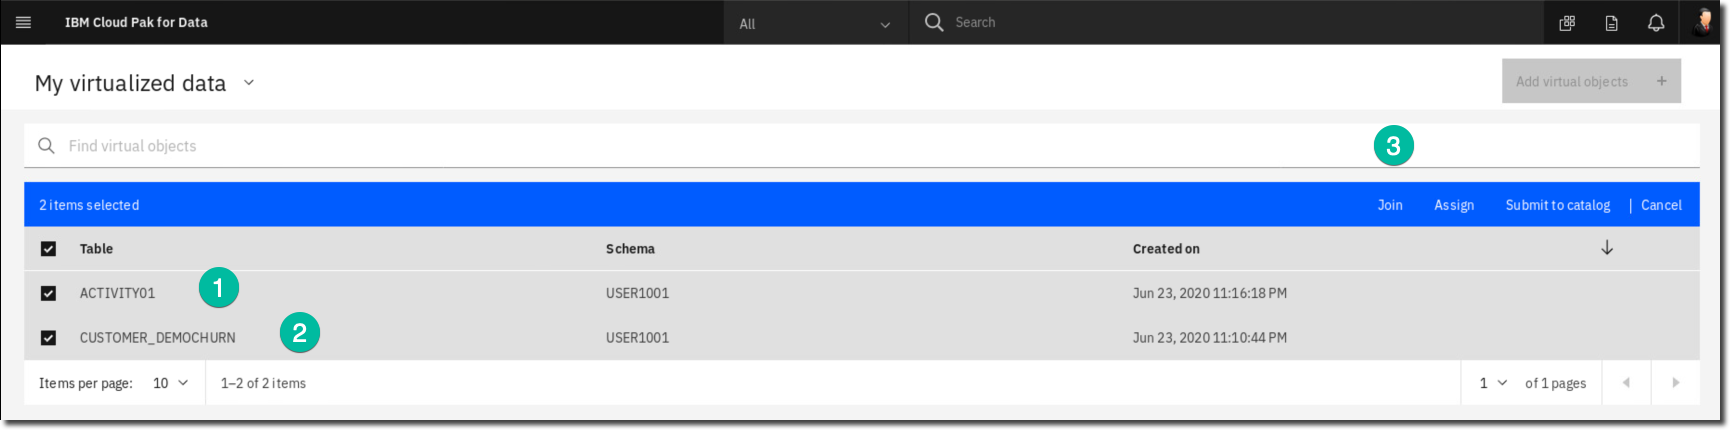 IBM Cloud Pak for Data All Search
My virtualized data Add virtual objects +
Find virtual objects 3
2 items selected Join Assign Submit to catalog | Cancel
Table Schema Created on
ACTIVITY01 1 USER1001 Jun 23, 2020 11:16:18 PM
CUSTOMER_DEMOCHURN 2 USER1001 Jun 23, 2020 11:10:44 PM
Items per page: 10 1–2 of 2 items 1 of 1 pages